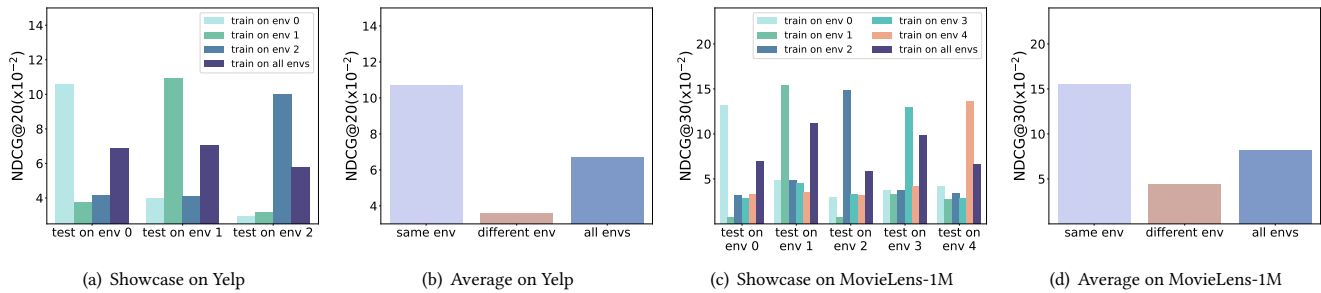 NDCG@20(x10⁻²)
14
12
10
8
6
4
train on env 0
train on env 1
train on env 2
train on all envs
test on env 0 test on env 1 test on env 2
(a) Showcase on Yelp
NDCG@20(x10⁻²)
14
12
10
8
6
4
same env different env all envs
(b) Average on Yelp
NDCG@30(x10⁻²)
20
15
10
5
train on env 0
train on env 1
train on env 2
train on env 3
train on env 4
train on all envs
test on env 0
test on env 1
test on env 2
test on env 3
test on env 4
(c) Showcase on MovieLens-1M
NDCG@30(x10⁻²)
20
15
10
5
same env different env all envs
(d) Average on MovieLens-1M